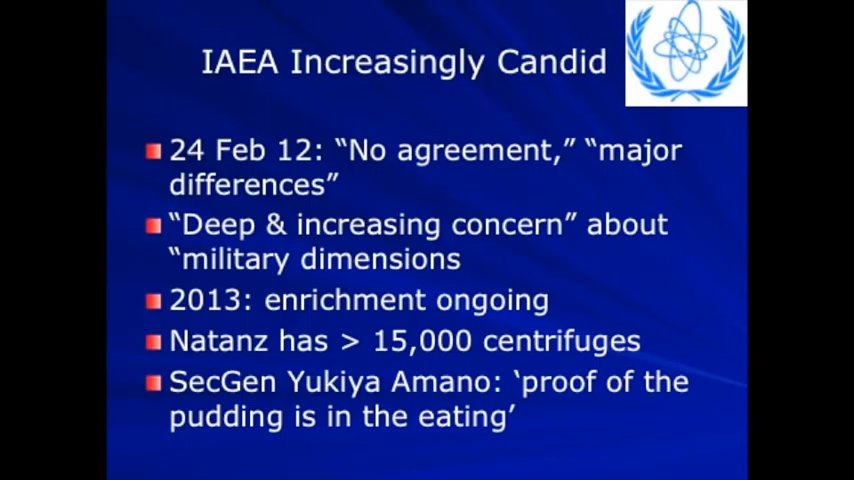 IAEA Increasingly Candid
24 Feb 12: “No agreement,” “major
differences”
“Deep & increasing concern” about
“military dimensions
2013: enrichment ongoing
Natanz has > 15,000 centrifuges
SecGen Yukiya Amano: ‘proof of the
pudding is in the eating’